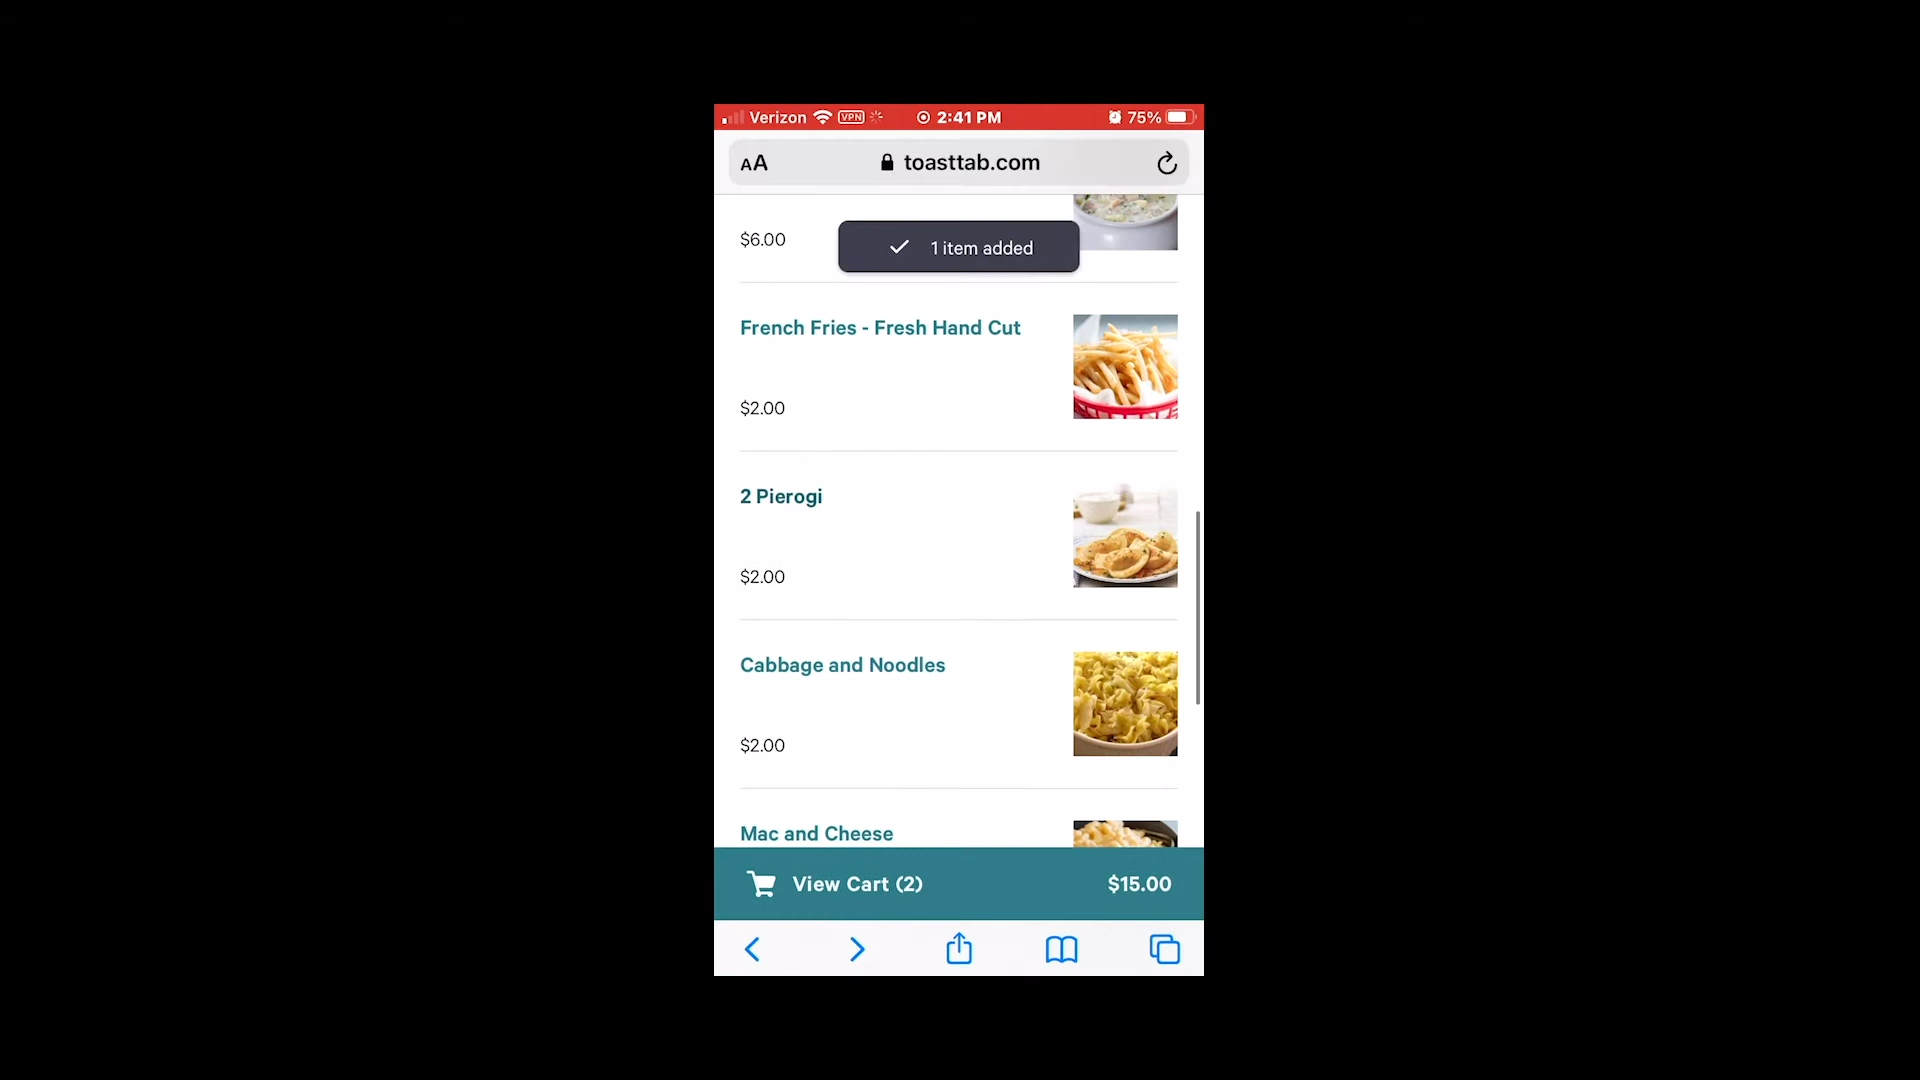 Verizon VPN 2:41 PM 75%
AA toasttab.com
$6.00
1 item added
French Fries - Fresh Hand Cut
$2.00
2 Pierogi
$2.00
Cabbage and Noodles
$2.00
Mac and Cheese
View Cart (2) $15.00